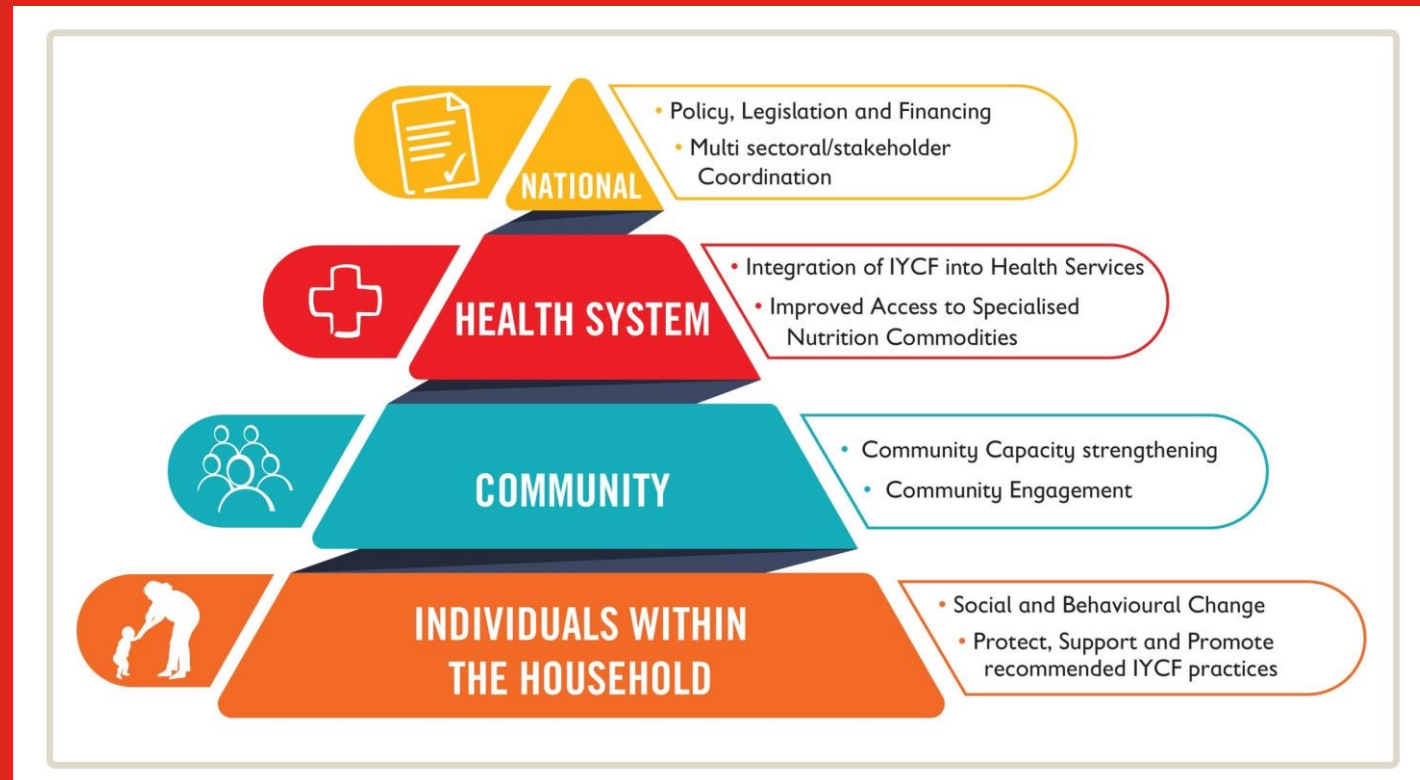 NATIONAL
• Policy, Legislation and Financing
• Multi sectoral/stakeholder
Coordination
HEALTH SYSTEM
• Integration of IYCF into Health Services
• Improved Access to Specialised
Nutrition Commodities
COMMUNITY
• Community Capacity strengthening
• Community Engagement
INDIVIDUALS WITHIN
THE HOUSEHOLD
• Social and Behavioural Change
• Protect, Support and Promote
recommended IYCF practices